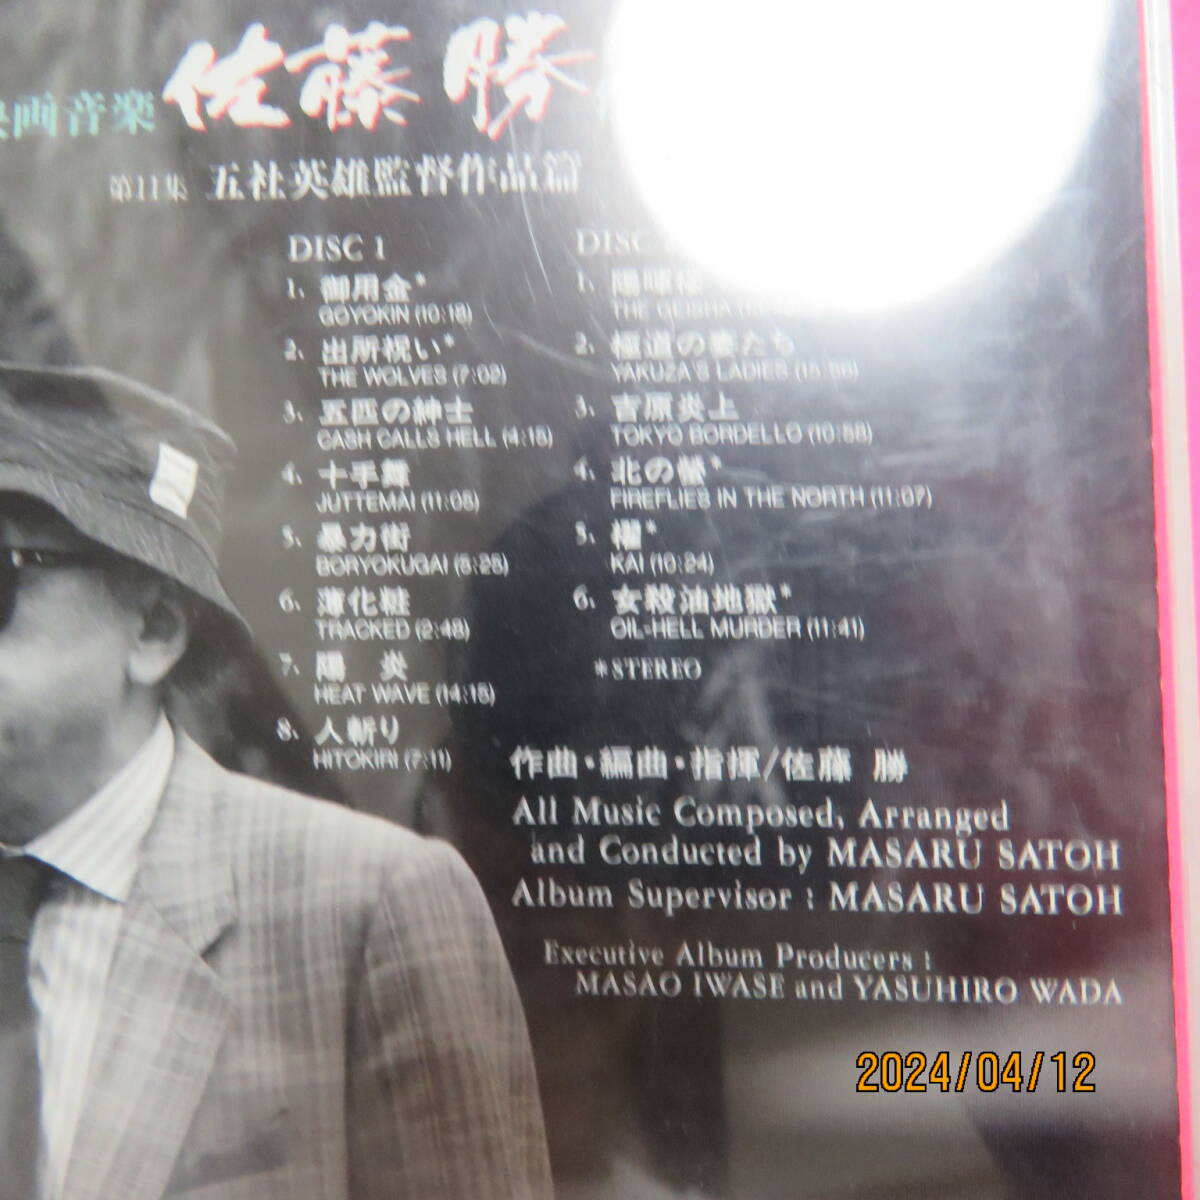 画音楽 佐藤 勝
第11集 五社英雄監督作品篇
DISC 1
1. 御用金*
GOYOKIN (10:18)
2. 出所祝い*
THE WOLVES (7:02)
3. 五匹の紳士
CASH CALLS HELL (4:15)
4. 十手舞
JUTTEMAI (11:05)
5. 暴力街
BORYOKUGAI (5:25)
6. 薄化粧
TRACKED (2:48)
7. 陽 炎
HEAT WAVE (14:15)
8. 人斬り
HITOKIRI (7:11)
DISC
1. 陽暉
THE GEISHA
2. 極道の妻たち
YAKUZA'S LADIES (15:56)
3. 吉原炎上
TOKYO BORDELLO (10:58)
4. 北の螢*
FIREFLIES IN THE NORTH (11:07)
5. 櫂*
KAI (10:24)
6. 女殺油地獄*
OIL-HELL MURDER (11:41)
*STEREO
作曲・編曲・指揮/佐藤 勝
All Music Composed, Arranged
and Conducted by MASARU SATOH
Album Supervisor : MASARU SATOH
Executive Album Producers :
MASAO IWASE and YASUHIRO WADA
2024/04/12